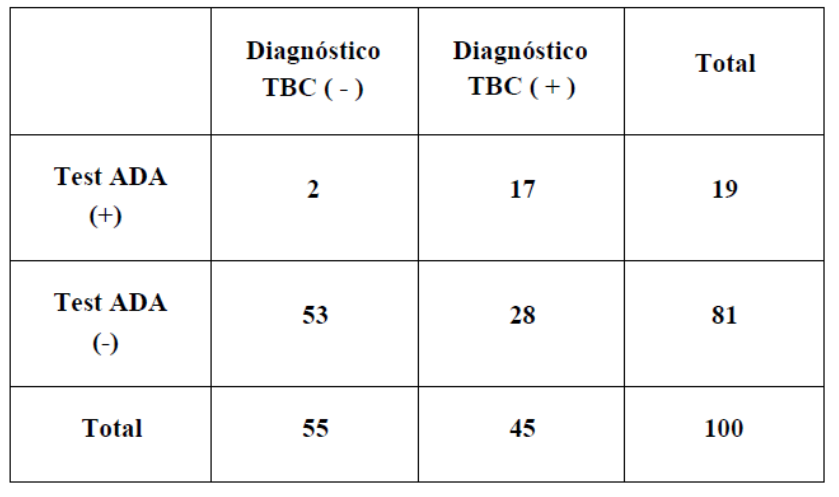 Diagnóstico
TBC ( - )
Diagnóstico
TBC ( + )
Total
Test ADA
(+)
2
17
19
Test ADA
(-)
53
28
81
Total
55
45
100